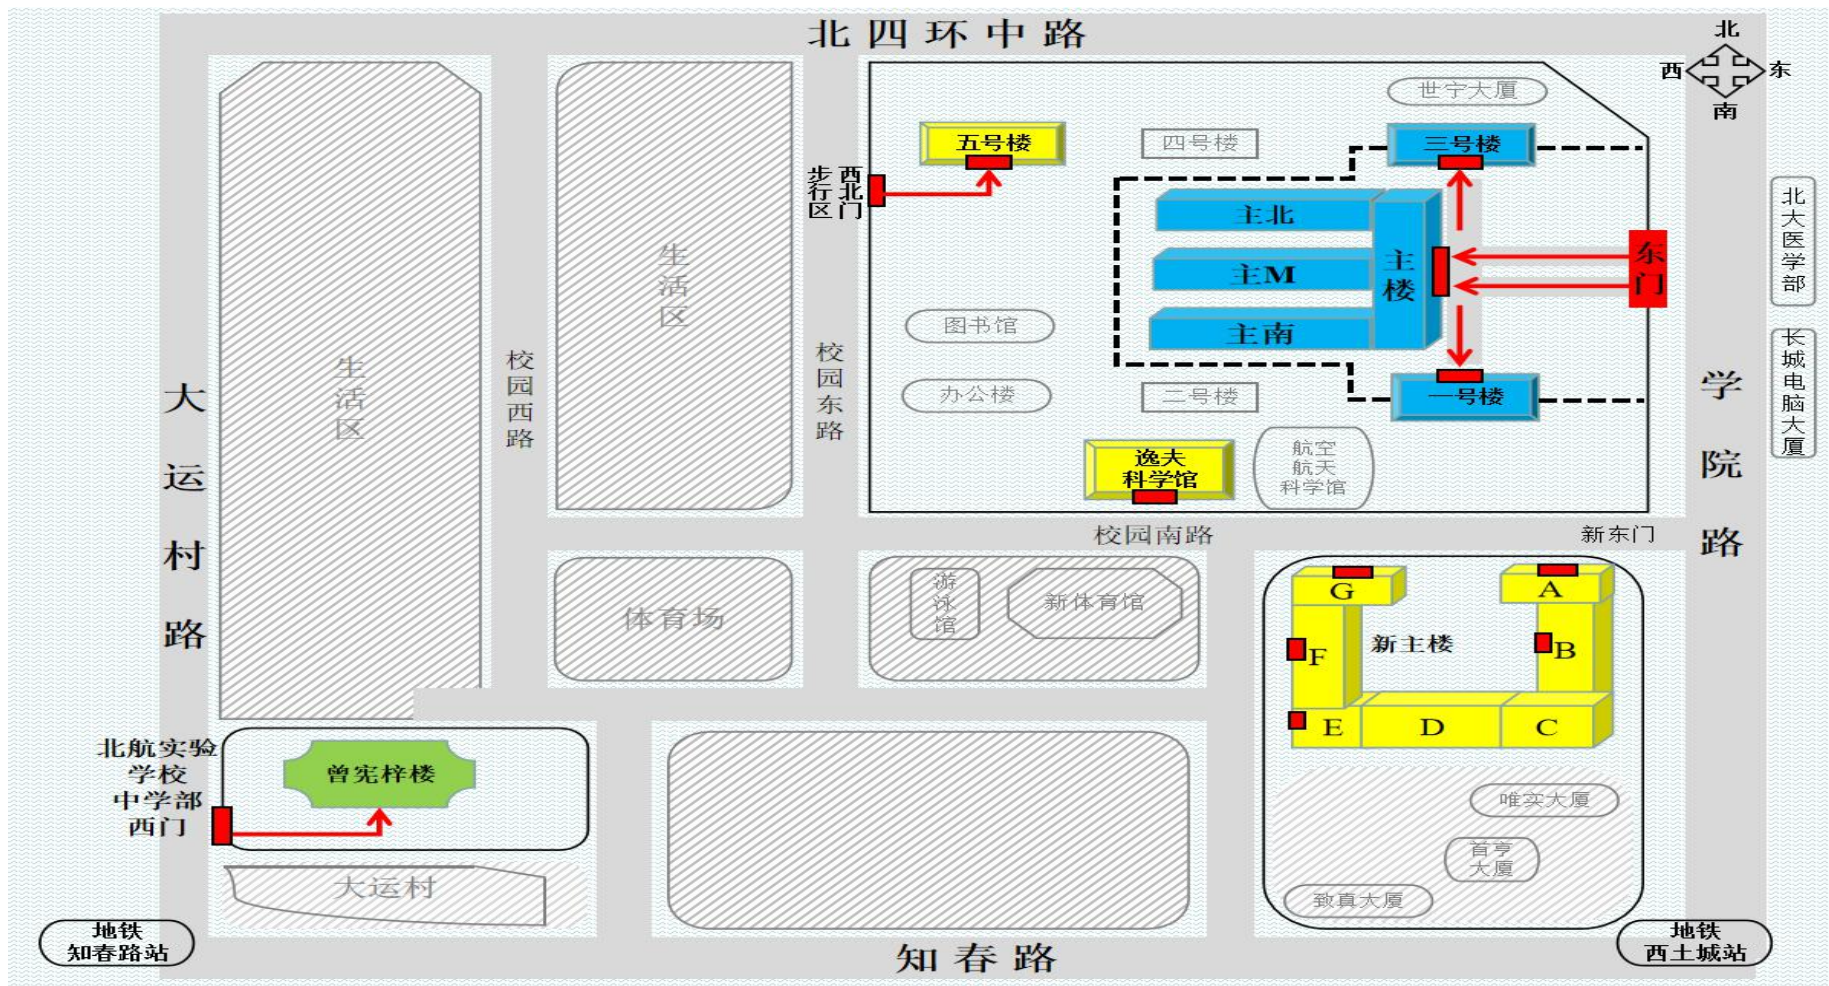 北四环中路
北
西
东
南
世宁大厦
五号楼
四号楼
三号楼
步行区
西北门
主北
主M
主南
主楼
东门
北大医学部
生活区
生活区
图书馆
校园西路
校园东路
办公楼
二号楼
一号楼
长城电脑大厦
大运村路
学院路
逸夫
科学馆
航空
航天
科学馆
校园南路
新东门
体育场
游泳馆
新体育馆
G
A
F
新主楼
B
E
D
C
北航实验
学校
中学部
西门
曾宪梓楼
唯实大厦
首享
大厦
大运村
致真大厦
地铁
知春路站
知春路
地铁
西土城站